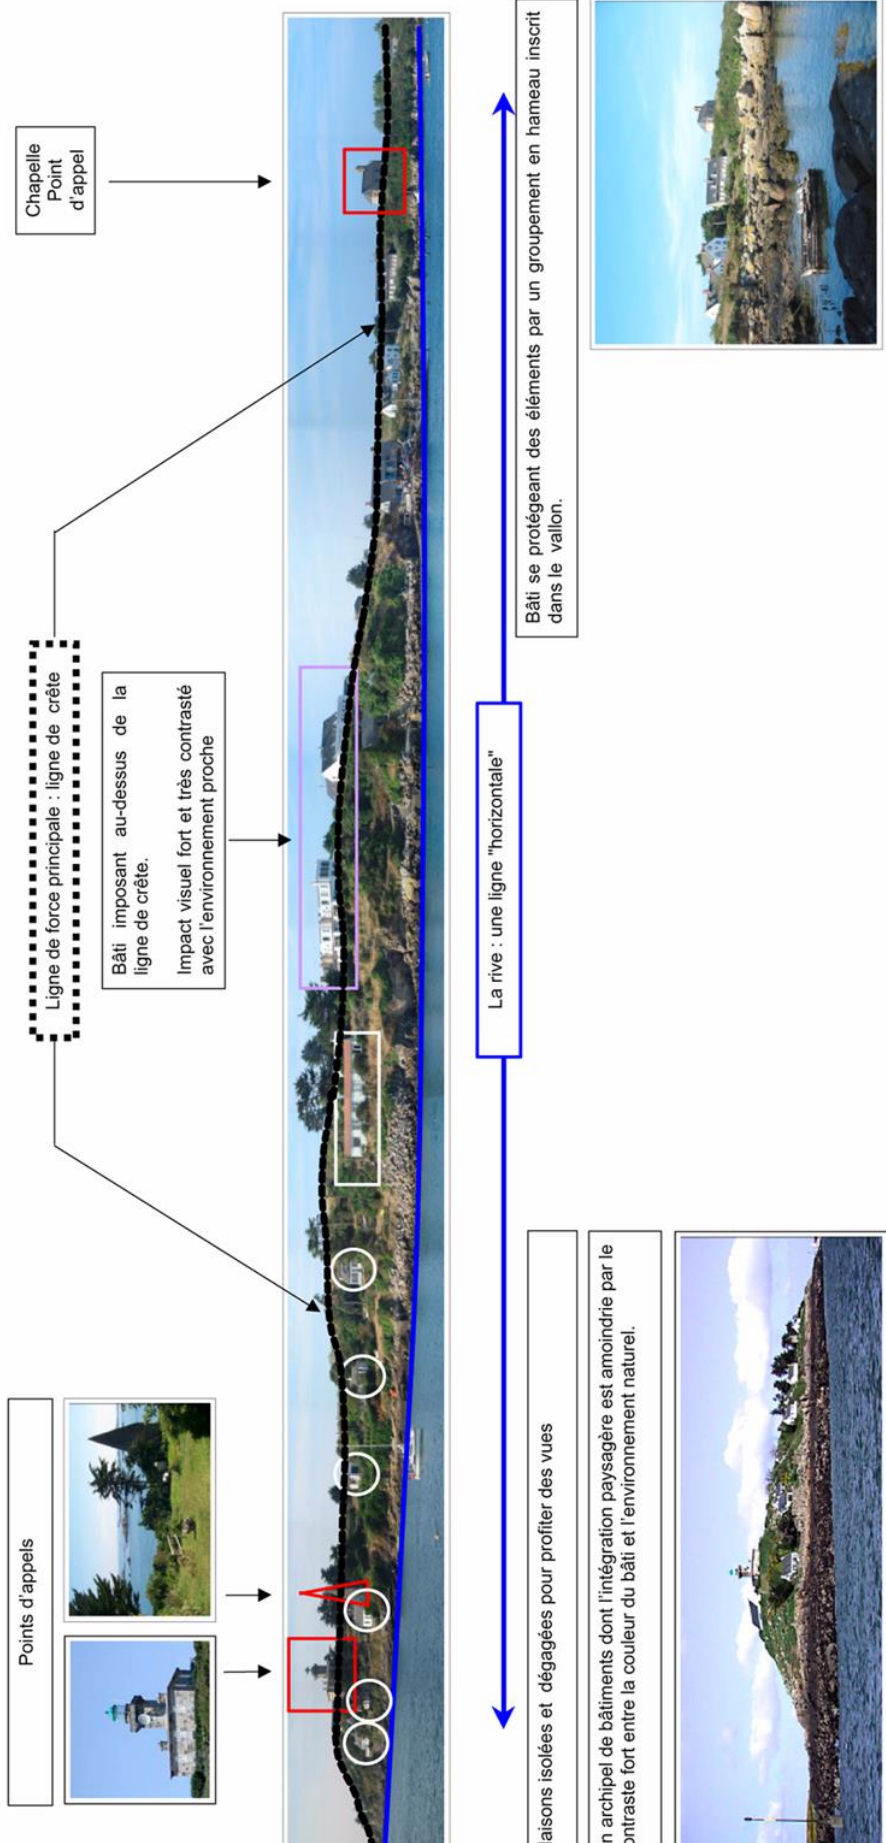 Points d'appels
Ligne de force principale : ligne de crête
Chapelle
Point
d'appel
Bâti imposant au-dessus de la
ligne de crête.
Impact visuel fort et très contrasté
avec l'environnement proche
La rive : une ligne "horizontale"
aisons isolées et dégagées pour profiter des vues
n archipel de bâtiments dont l'intégration paysagère est amoindrie par le
ontraste fort entre la couleur du bâti et l'environnement naturel.
Bâti se protégeant des éléments par un groupement en hameau inscrit
dans le vallon.